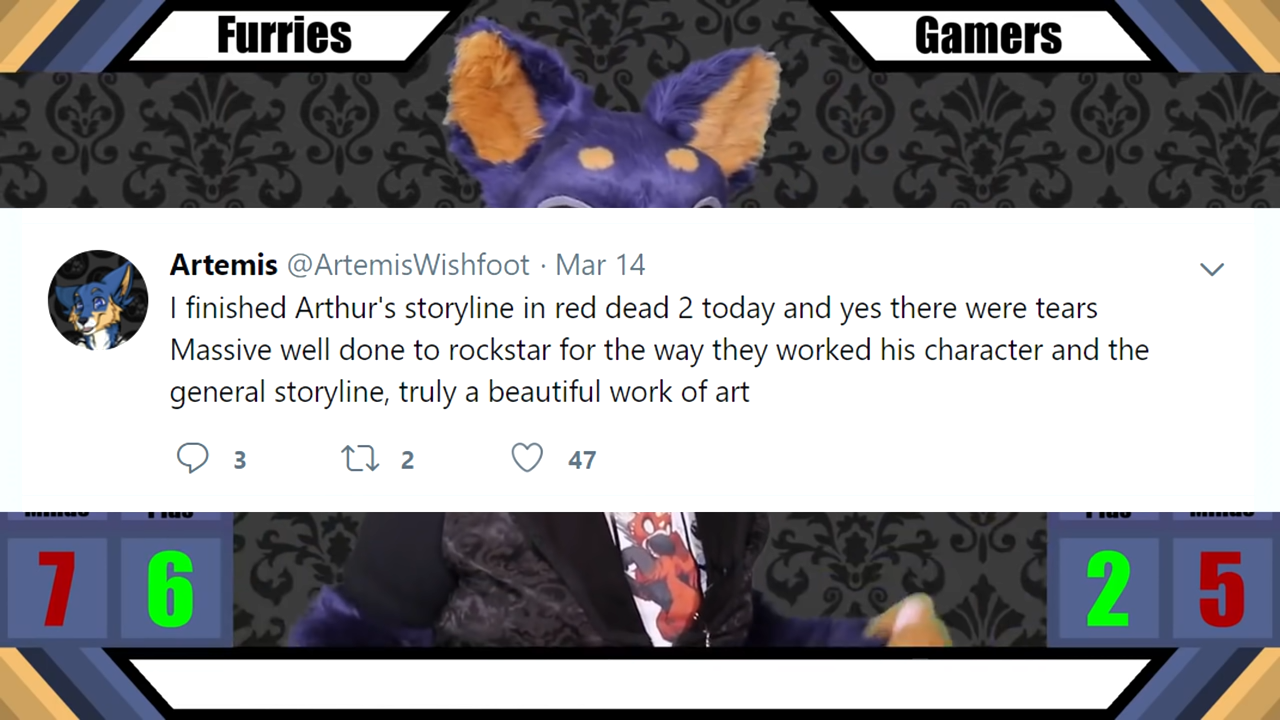 Furries
Gamers
Artemis @ArtemisWishfoot · Mar 14
I finished Arthur's storyline in red dead 2 today and yes there were tears
Massive well done to rockstar for the way they worked his character and the
general storyline, truly a beautiful work of art
3 2 47
7 6 2 5